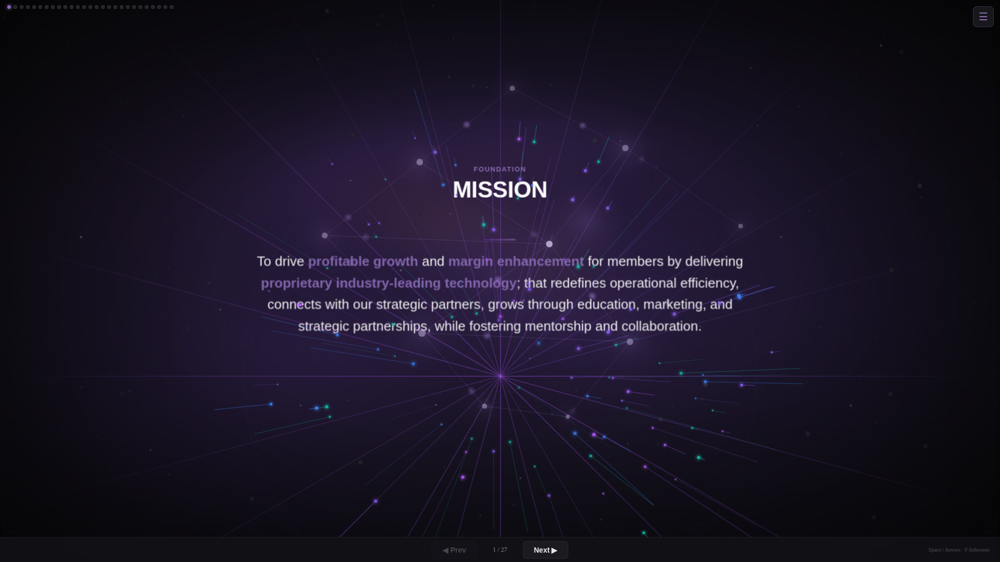 ☰
FOUNDATION
MISSION
To drive profitable growth and margin enhancement for members by delivering
proprietary industry-leading technology; that redefines operational efficiency,
connects with our strategic partners, grows through education, marketing, and
strategic partnerships, while fostering mentorship and collaboration.
◀ Prev 1 / 27 Next ▶ Space / Arrows · F fullscreen